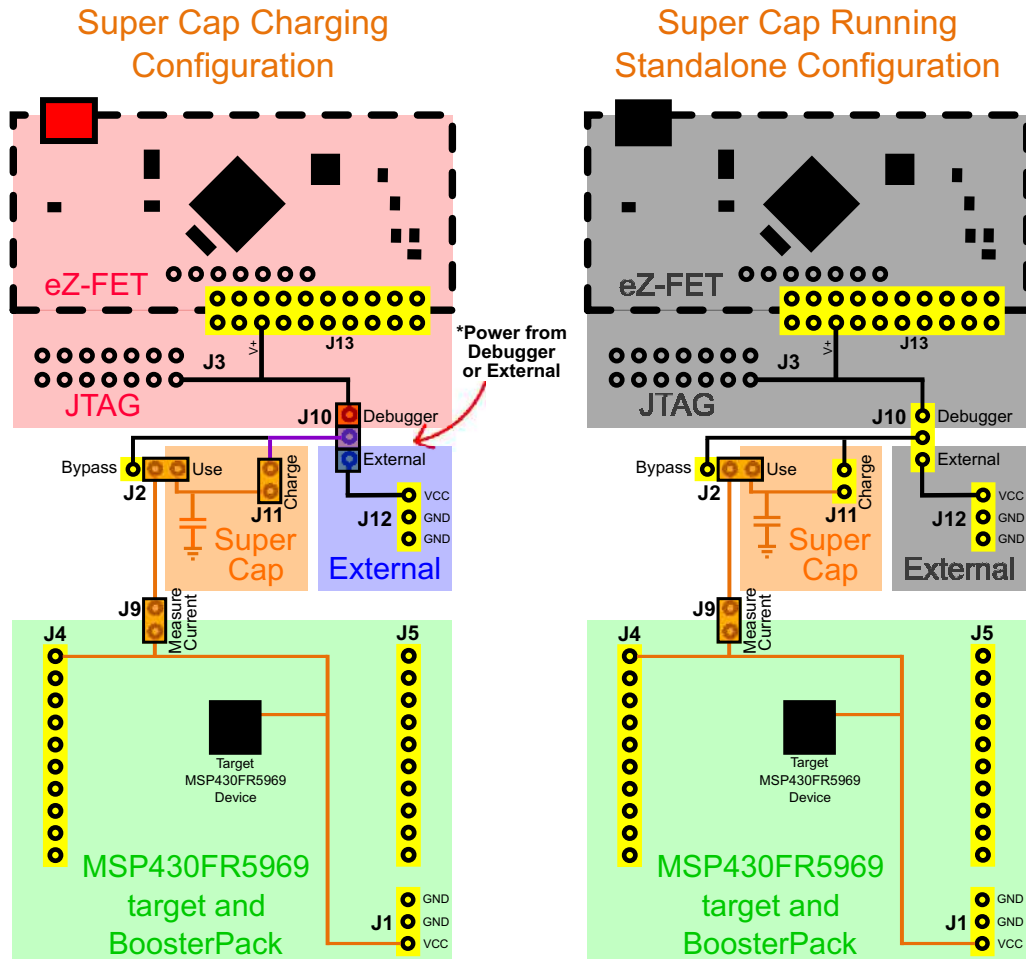 Super Cap Charging
Configuration
eZ-FET
J13
V+
J3
JTAG
*Power from
Debugger
or External
J10
Debugger
External
Bypass
Use
J2
Charge
J11
J12
VCC
GND
GND
Super
Cap
External
J9
Measure
Current
J4
J5
Target
MSP430FR5969
Device
MSP430FR5969
target and
BoosterPack
J1
GND
GND
VCC
Super Cap Running
Standalone Configuration
eZ-FET
J13
V+
J3
JTAG
J10
Debugger
External
Bypass
Use
J2
Charge
J11
J12
VCC
GND
GND
Super
Cap
External
J9
Measure
Current
J4
J5
Target
MSP430FR5969
Device
MSP430FR5969
target and
BoosterPack
J1
GND
GND
VCC